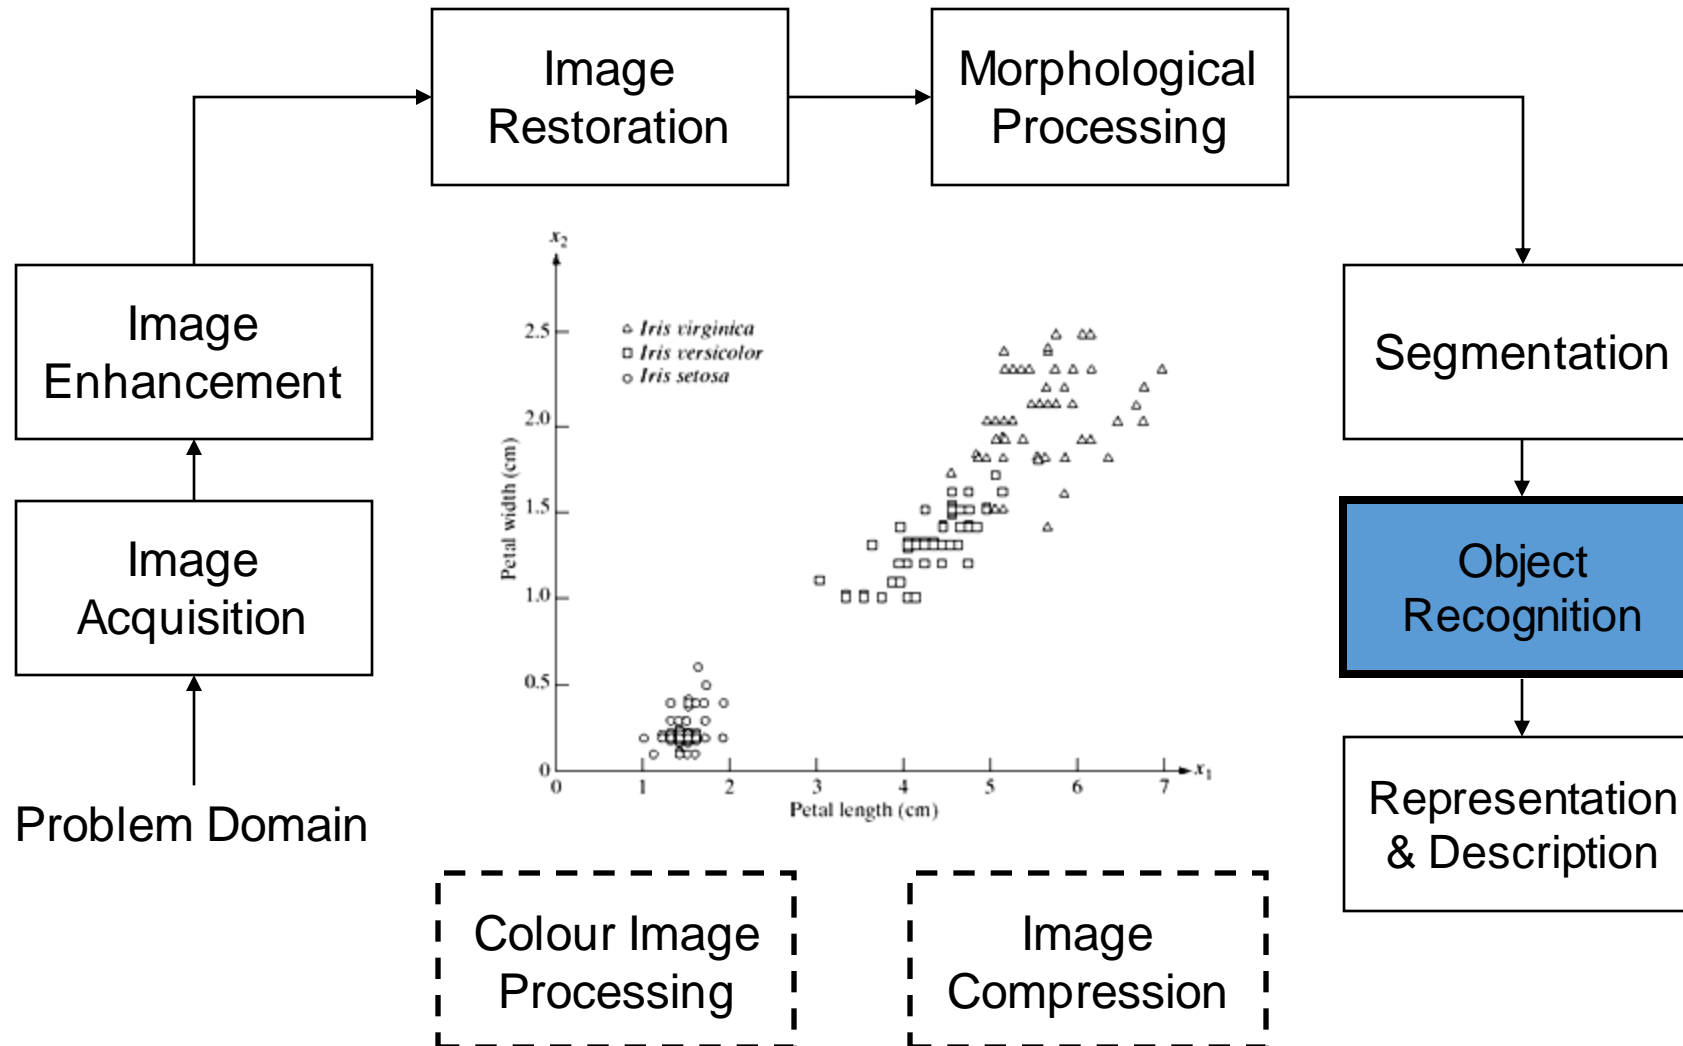 Image
Restoration
Morphological
Processing
Image
Enhancement
Segmentation
Image
Acquisition
Object
Recognition
Problem Domain
Representation
& Description
x2
2.5
2.0
1.5
1.0
0.5
0
Petal width (cm)
Iris virginica
Iris versicolor
Iris setosa
0 1 2 3 4 5 6 7
x1
Petal length (cm)
Colour Image
Processing
Image
Compression